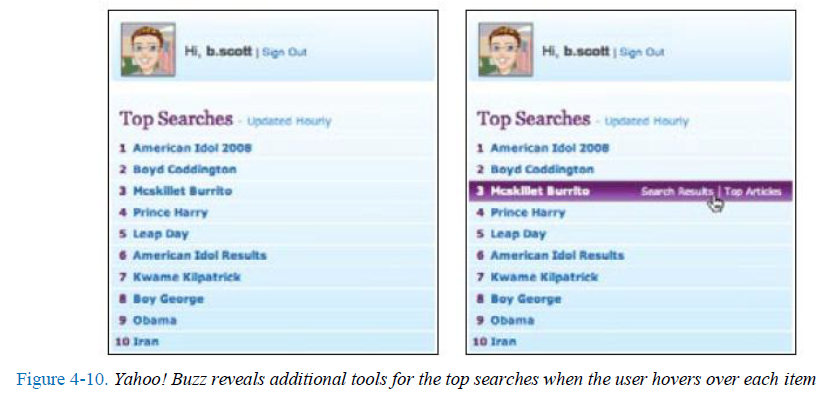 Hi, b.scott | Sign Out
Top Searches - Updated Hourly
1 American Idol 2008
2 Boyd Coddington
3 Mcskillet Burrito
4 Prince Harry
5 Leap Day
6 American Idol Results
7 Kwame Kilpatrick
8 Boy George
9 Obama
10 Iran
Hi, b.scott | Sign Out
Top Searches - Updated Hourly
1 American Idol 2008
2 Boyd Coddington
3 Mcskillet Burrito Search Results | Top Articles
4 Prince Harry
5 Leap Day
6 American Idol Results
7 Kwame Kilpatrick
8 Boy George
9 Obama
10 Iran
Figure 4-10. Yahoo! Buzz reveals additional tools for the top searches when the user hovers over each item